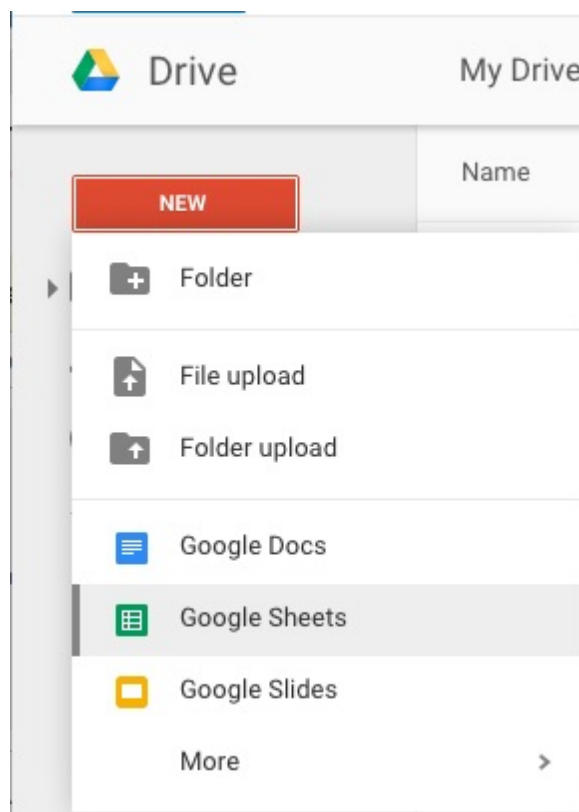 Drive
My Drive
NEW
Name
Folder
File upload
Folder upload
Google Docs
Google Sheets
Google Slides
More